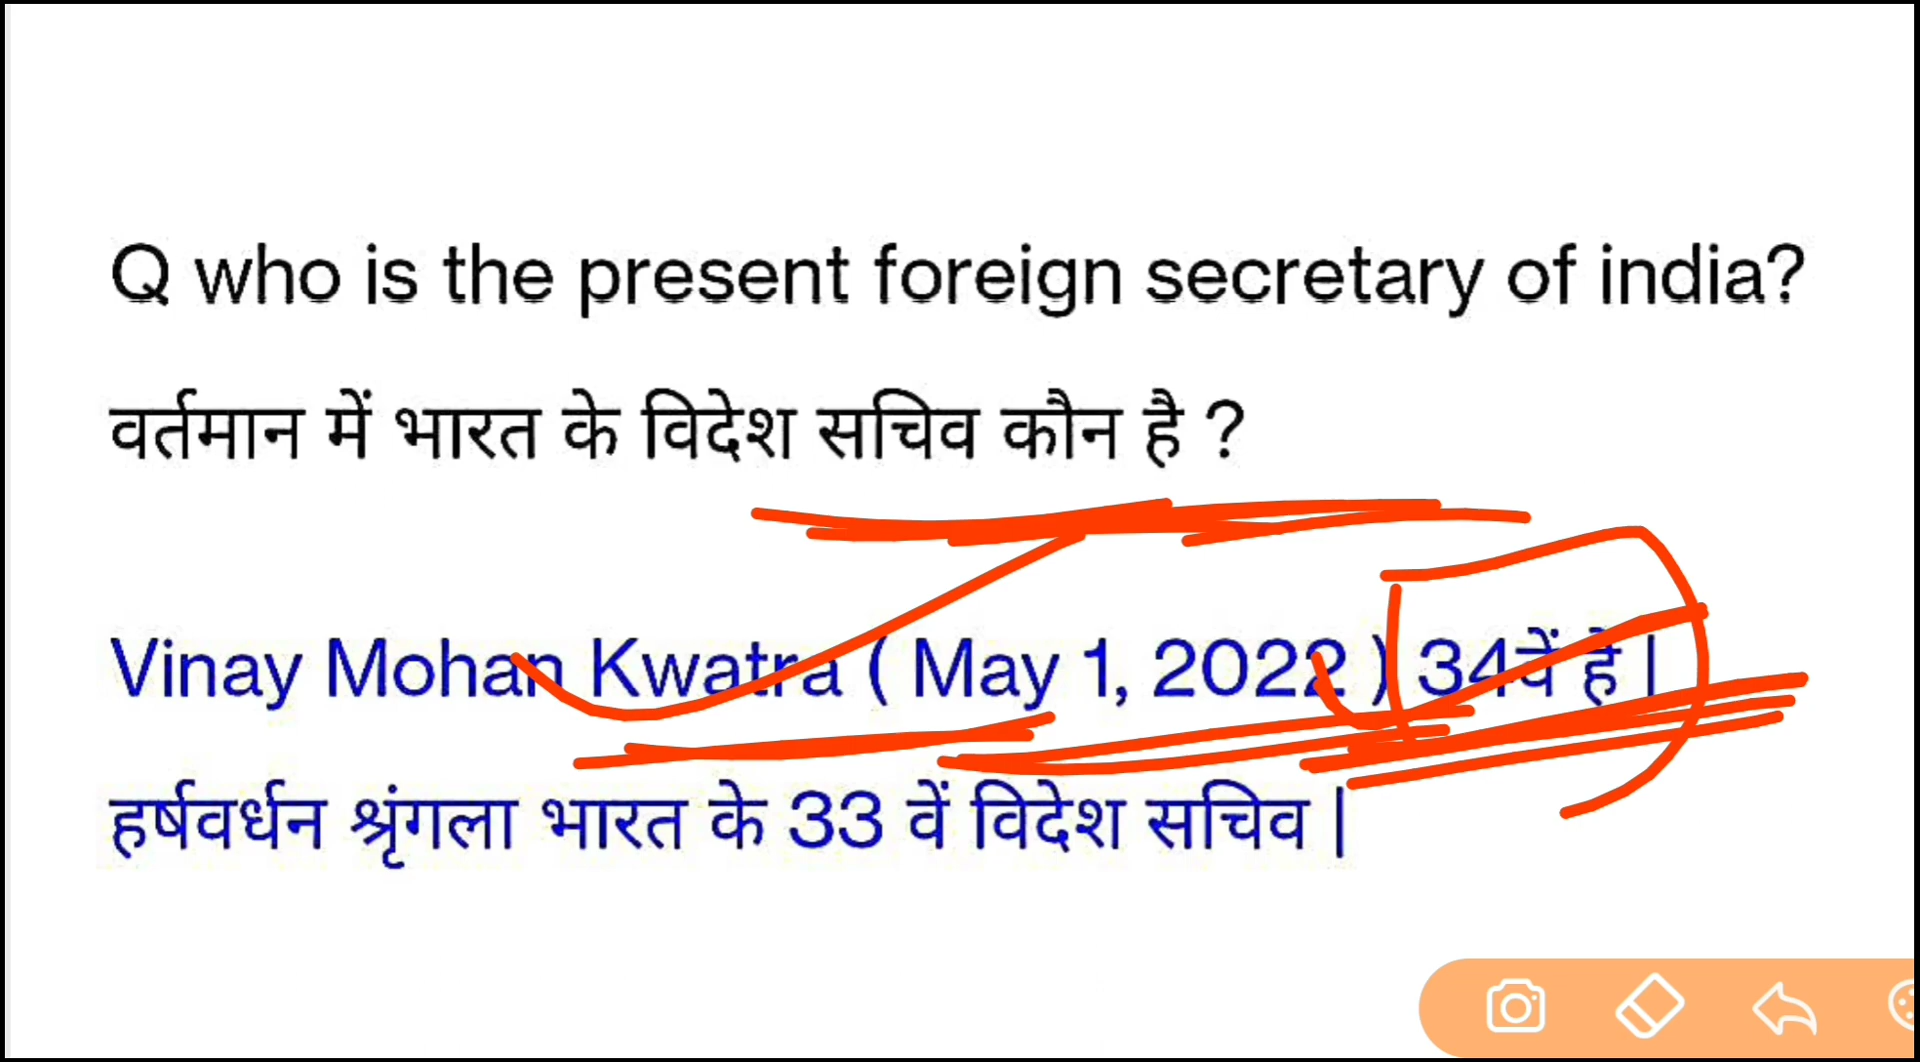 Q who is the present foreign secretary of india?
वर्तमान में भारत के विदेश सचिव कौन है ?
Vinay Mohan Kwatra ( May 1, 2022 ) 34वें है |
हर्षवर्धन श्रृंगला भारत के 33 वें विदेश सचिव |